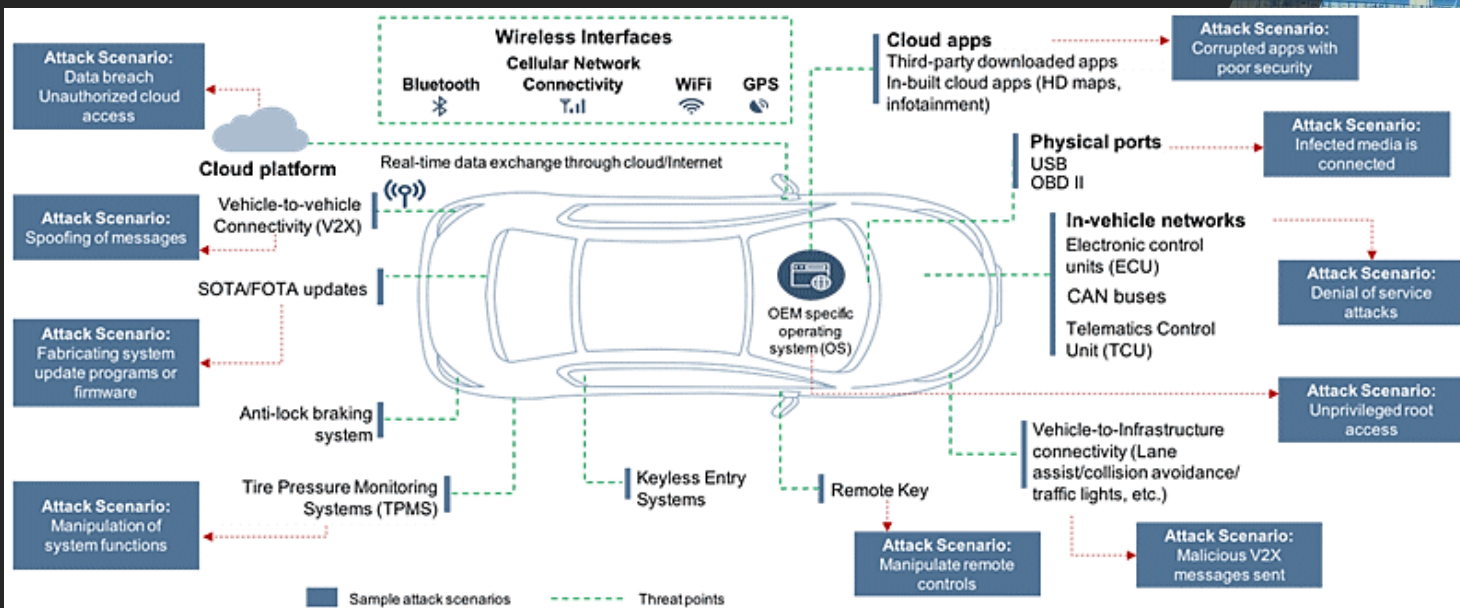 Attack Scenario:
Data breach
Unauthorized cloud
access
Cloud platform
Wireless Interfaces
Bluetooth
Cellular Network
Connectivity
WiFi
GPS
Real-time data exchange through cloud/Internet
Cloud apps
Third-party downloaded apps
In-built cloud apps (HD maps,
infotainment)
Attack Scenario:
Corrupted apps with
poor security
Physical ports
USB
OBD II
Attack Scenario:
Infected media is
connected
Vehicle-to-vehicle
Connectivity (V2X)
Attack Scenario:
Spoofing of messages
In-vehicle networks
Electronic control
units (ECU)
CAN buses
Telematics Control
Unit (TCU)
Attack Scenario:
Denial of service
attacks
SOTA/FOTA updates
Attack Scenario:
Fabricating system
update programs or
firmware
OEM specific
operating
system (OS)
Attack Scenario:
Unprivileged root
access
Anti-lock braking
system
Tire Pressure Monitoring
Systems (TPMS)
Attack Scenario:
Manipulation of
system functions
Keyless Entry
Systems
Remote Key
Attack Scenario:
Manipulate remote
controls
Vehicle-to-Infrastructure
connectivity (Lane
assist/collision avoidance/
traffic lights, etc.)
Attack Scenario:
Malicious V2X
messages sent
Sample attack scenarios
Threat points